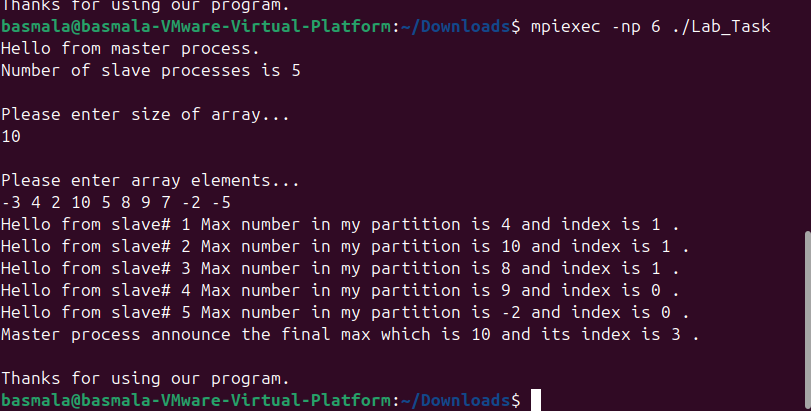 Thanks for using our program.
basmala@basmala-VMware-Virtual-Platform:~/Downloads$ mpiexec -np 6 ./Lab_Task
Hello from master process.
Number of slave processes is 5
Please enter size of array...
10
Please enter array elements...
-3 4 2 10 5 8 9 7 -2 -5
Hello from slave# 1 Max number in my partition is 4 and index is 1 .
Hello from slave# 2 Max number in my partition is 10 and index is 1 .
Hello from slave# 3 Max number in my partition is 8 and index is 1 .
Hello from slave# 4 Max number in my partition is 9 and index is 0 .
Hello from slave# 5 Max number in my partition is -2 and index is 0 .
Master process announce the final max which is 10 and its index is 3 .
Thanks for using our program.
basmala@basmala-VMware-Virtual-Platform:~/Downloads$